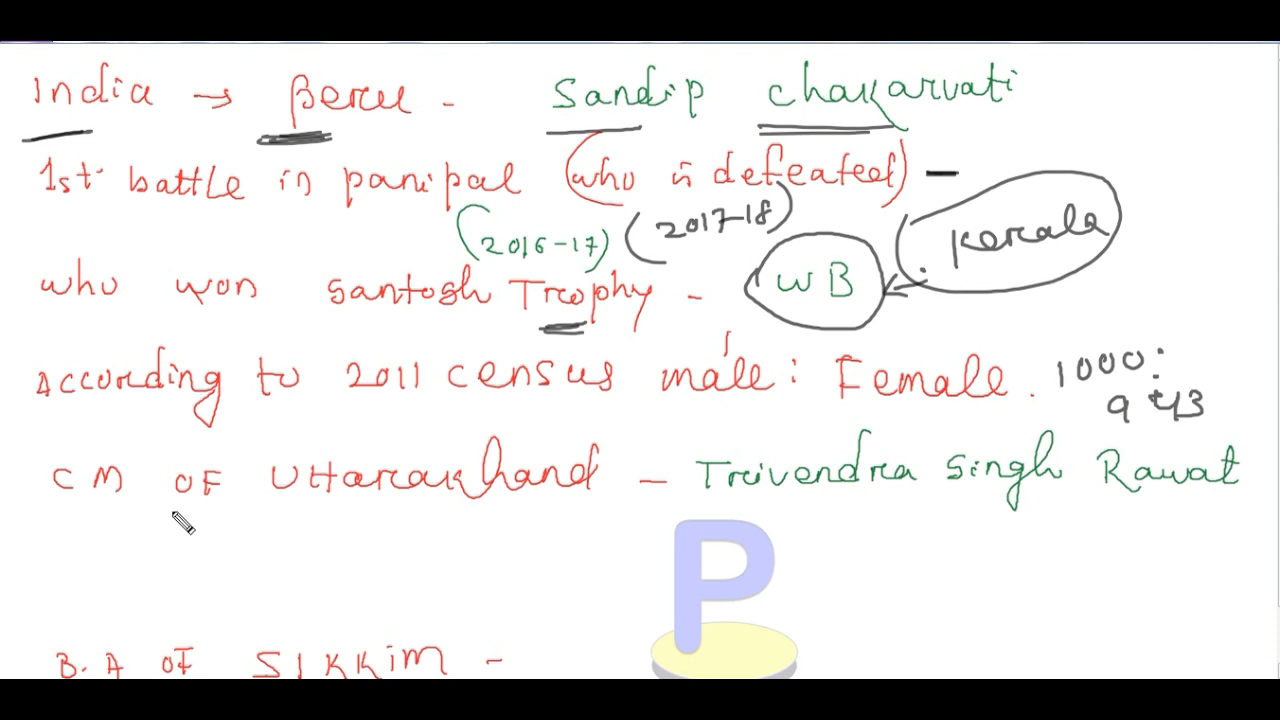 India → Beru - Sandip Chakarvati
1st battle in panipal (who is defeated) -
(2016-17) (2017-18)
who won Santosh Trophy - WB ← Kerala
According to 2011 census male : Female. 1000:
943
CM OF Uttarakhand - Trivendra Singh Rawat
P
B.A OF SIKKIM -